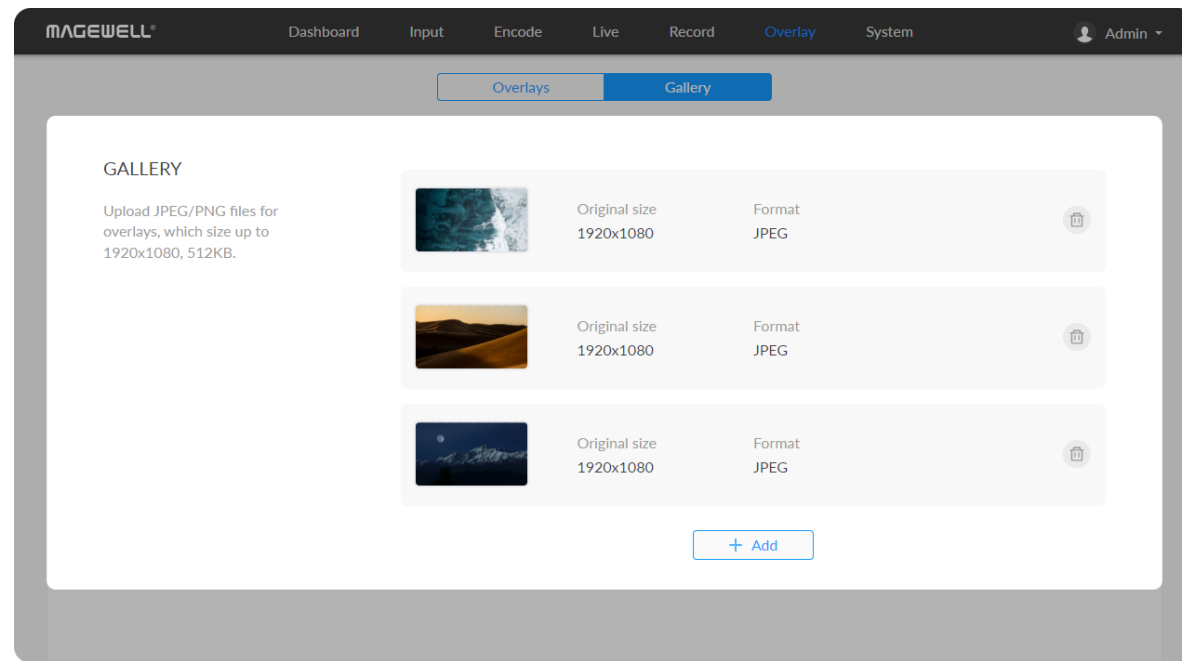 MAGEWELL®
Dashboard Input Encode Live Record Overlay System Admin
Overlays Gallery
GALLERY
Upload JPEG/PNG files for
overlays, which size up to
1920x1080, 512KB.
Original size Format
1920x1080 JPEG
Original size Format
1920x1080 JPEG
Original size Format
1920x1080 JPEG
+ Add